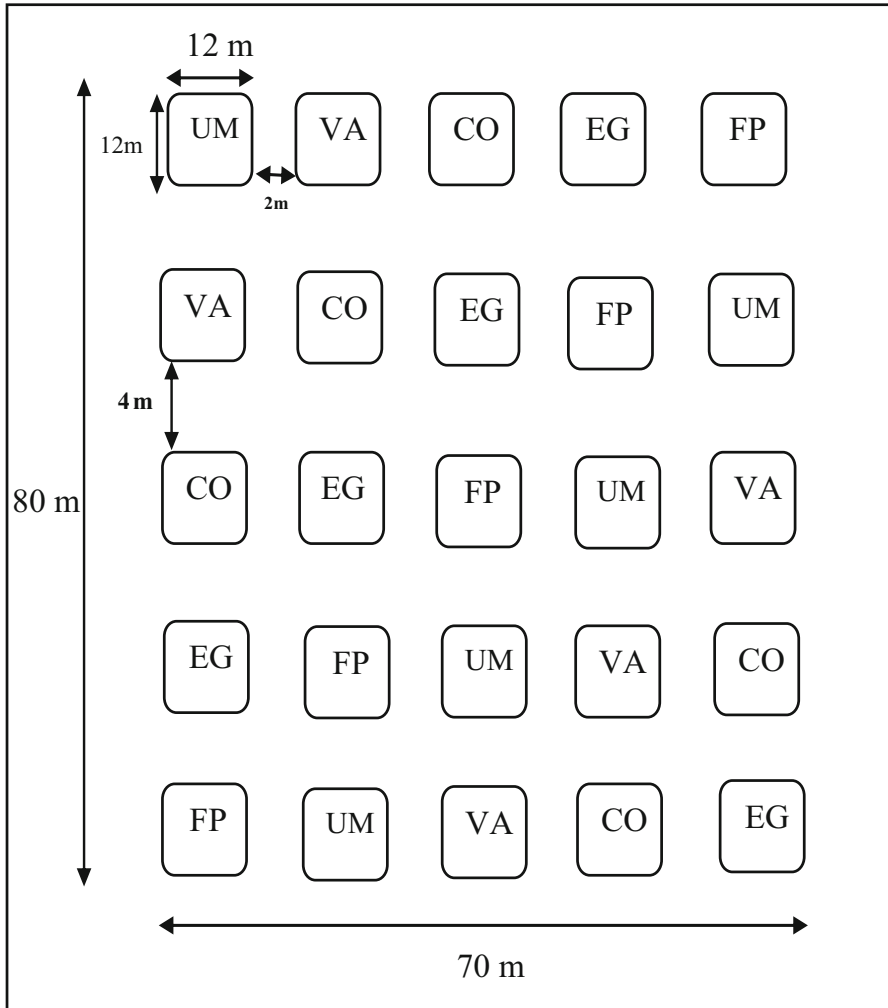 12 m
UM VA CO EG FP
12m
2m
VA CO EG FP UM
4 m
CO EG FP UM VA
80 m
EG FP UM VA CO
FP UM VA CO EG
70 m